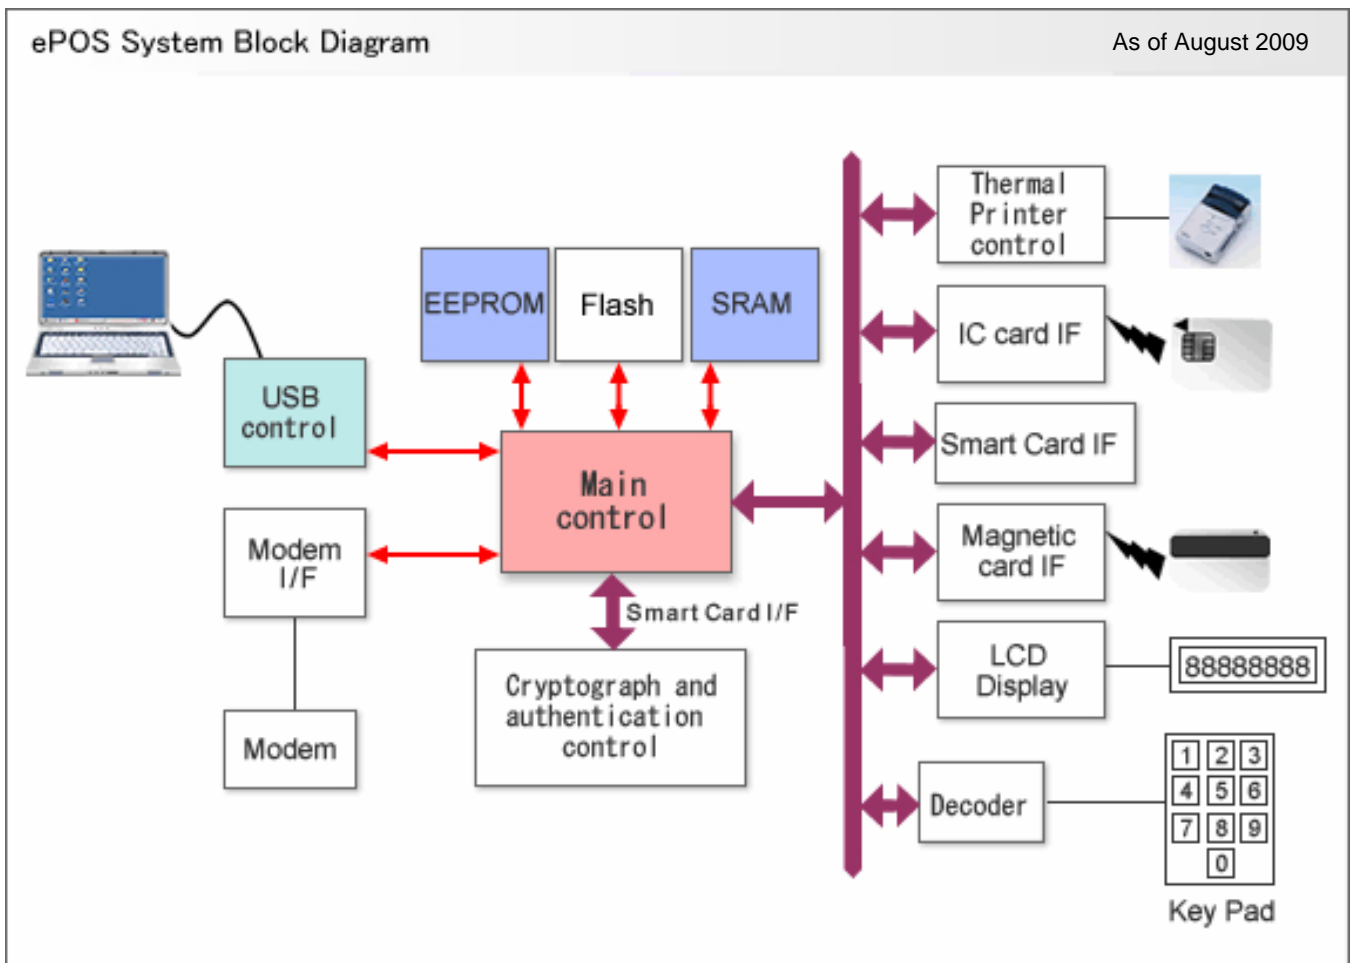 ePOS System Block Diagram
As of August 2009
EEPROM
Flash
SRAM
USB
control
Main
control
Modem
I/F
Modem
Smart Card I/F
Cryptograph and
authentication
control
Thermal
Printer
control
IC card IF
Smart Card IF
Magnetic
card IF
LCD
Display
88888888
Decoder
1 2 3
4 5 6
7 8 9
0
Key Pad